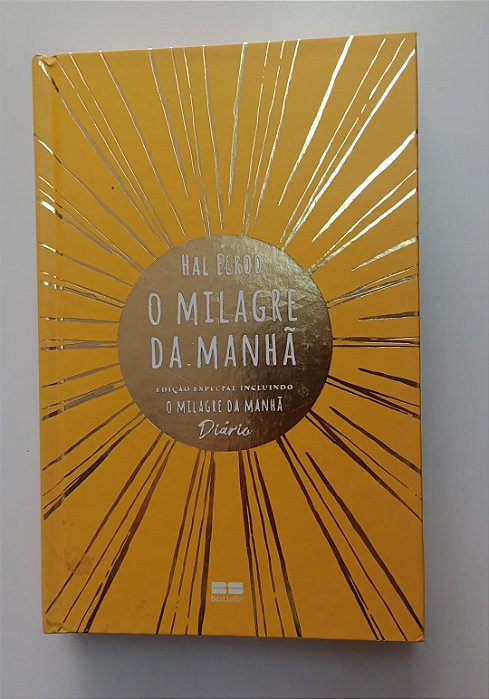 HAL ELROD
O MILAGRE
DA MANHÃ
EDIÇÃO ESPECIAL INCLUINDO
O MILAGRE DA MANHÃ
Diário
BestSeller